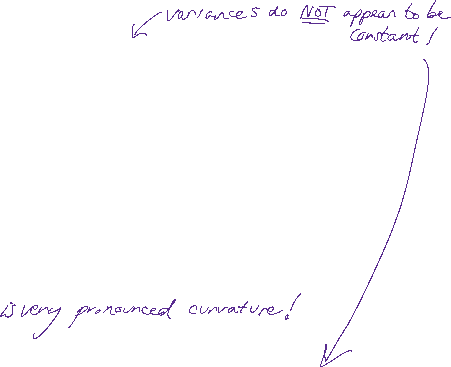 variances do NOT appear to be
constant!
is very pronounced curvature!